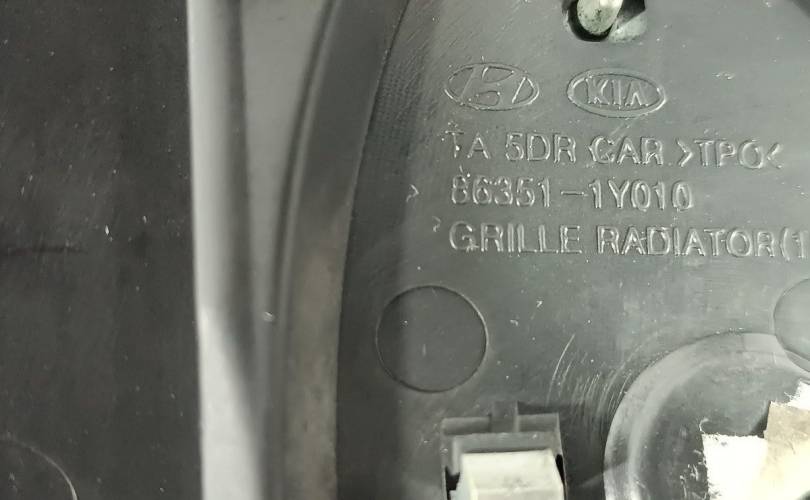 KIA
TA 5DR CAR >TPO<
86351-1Y010
GRILLE RADIATOR(1